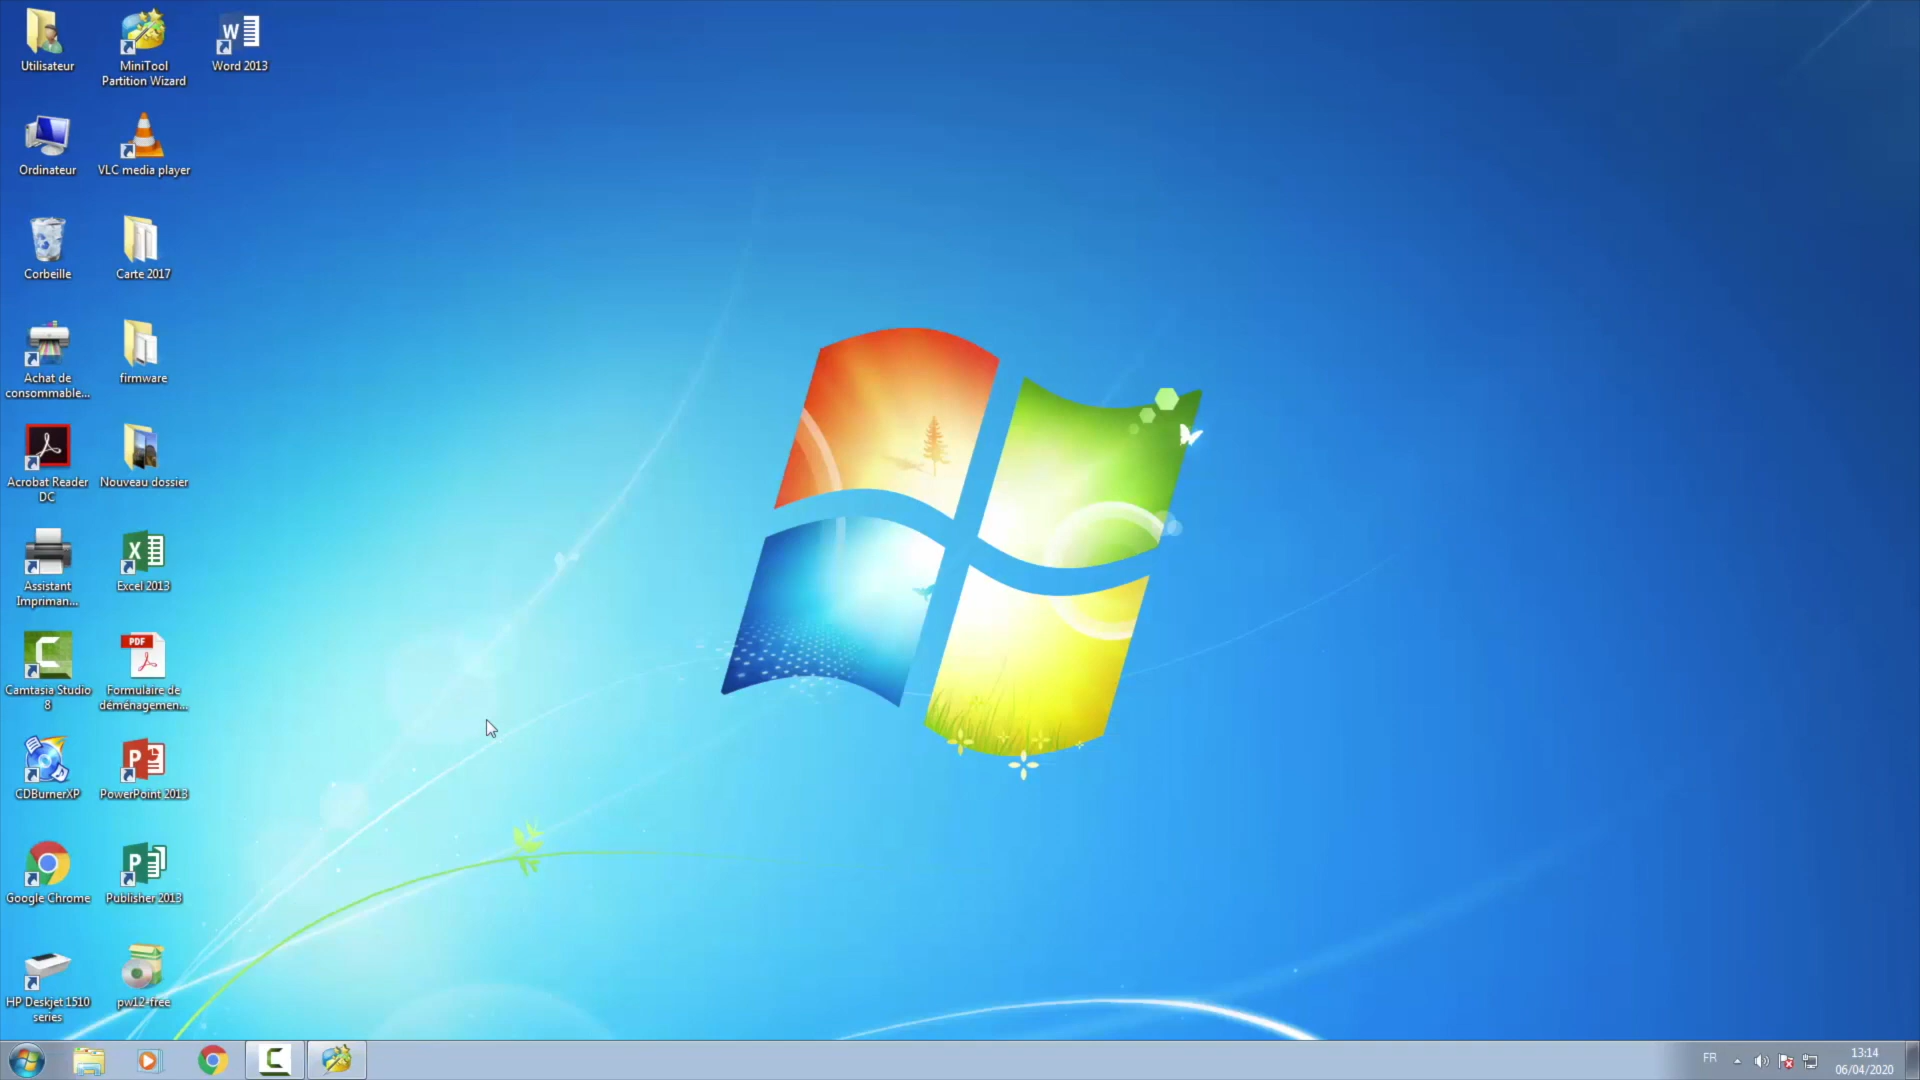 Utilisateur
MiniTool
Partition Wizard
W
Word 2013
Ordinateur
VLC media player
Corbeille
Carte 2017
Achat de
consommable...
firmware
Acrobat Reader
DC
Nouveau dossier
Assistant
Impriman...
X
Excel 2013
C
Camtasia Studio
8
PDF
Formulaire de
déménagemen...
CDBurnerXP
P
PowerPoint 2013
Google Chrome
P
Publisher 2013
HP Deskjet 1510
series
pw12-free
C
FR
13:14
06/04/2020